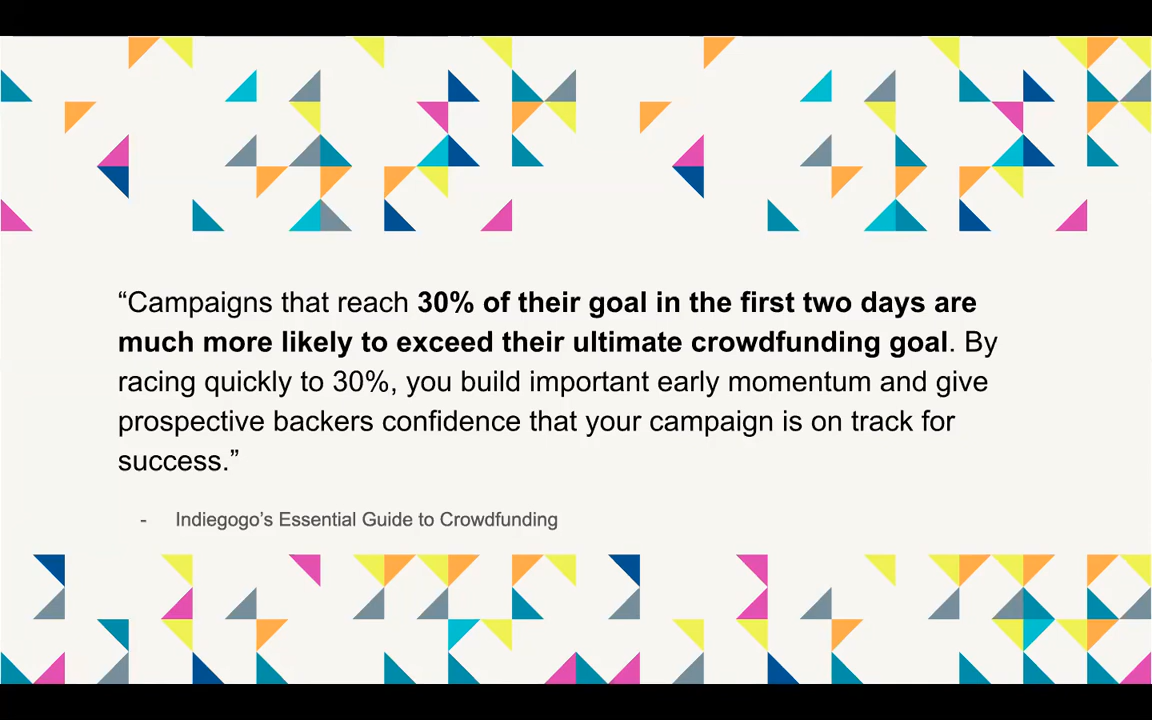 “Campaigns that reach 30% of their goal in the first two days are
much more likely to exceed their ultimate crowdfunding goal. By
racing quickly to 30%, you build important early momentum and give
prospective backers confidence that your campaign is on track for
success.”
- Indiegogo’s Essential Guide to Crowdfunding